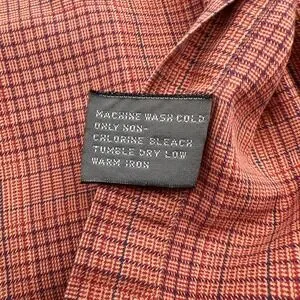 MACHINE WASH COLD
ONLY NON-
CHLORINE BLEACH
TUMBLE DRY LOW
WARM IRON